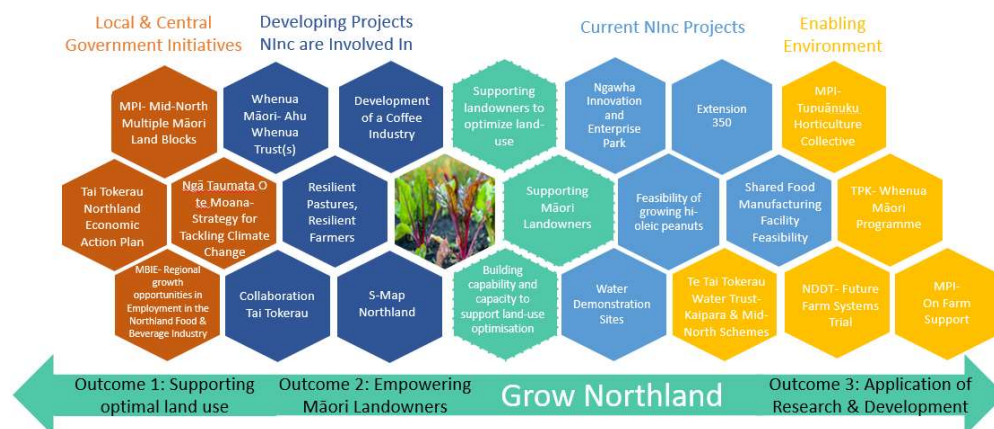 Local & Central
Government Initiatives
Developing Projects
NInc are Involved In
Current NInc Projects
Enabling
Environment
MPI- Mid-North
Multiple Māori
Land Blocks
Whenua
Māori- Ahu
Whenua
Trust(s)
Development
of a Coffee
Industry
Supporting
landowners to
optimize land-
use
Ngawha
Innovation
and
Enterprise
Park
Extension
350
MPI-
Tupuānuku
Horticulture
Collective
Tai Tokerau
Northland
Economic
Action Plan
Ngā Taumata O
te Moana-
Strategy for
Tackling Climate
Change
Resilient
Pastures,
Resilient
Farmers
Supporting
Māori
Landowners
Feasibility of
growing hi-
oleic peanuts
Shared Food
Manufacturing
Facility
Feasibility
TPK- Whenua
Māori
Programme
MBIE- Regional
growth
opportunities in
Employment in the
Northland Food &
Beverage Industry
Collaboration
Tai Tokerau
S-Map
Northland
Building
capability and
capacity to
support land-use
optimisation
Water
Demonstration
Sites
Te Tai Tokerau
Water Trust-
Kaipara & Mid-
North Schemes
NDDT- Future
Farm Systems
Trial
MPI-
On Farm
Support
Outcome 1: Supporting
optimal land use
Outcome 2: Empowering
Māori Landowners
Grow Northland
Outcome 3: Application of
Research & Development